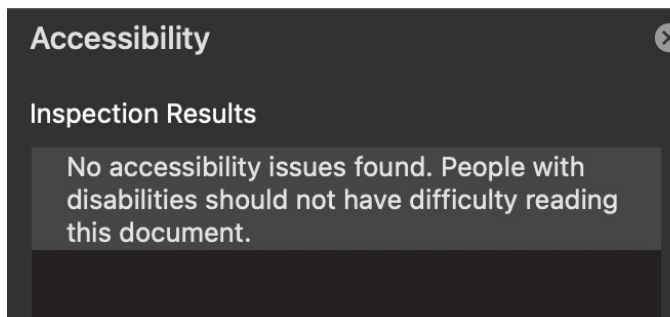 Accessibility
Inspection Results
No accessibility issues found. People with
disabilities should not have difficulty reading
this document.